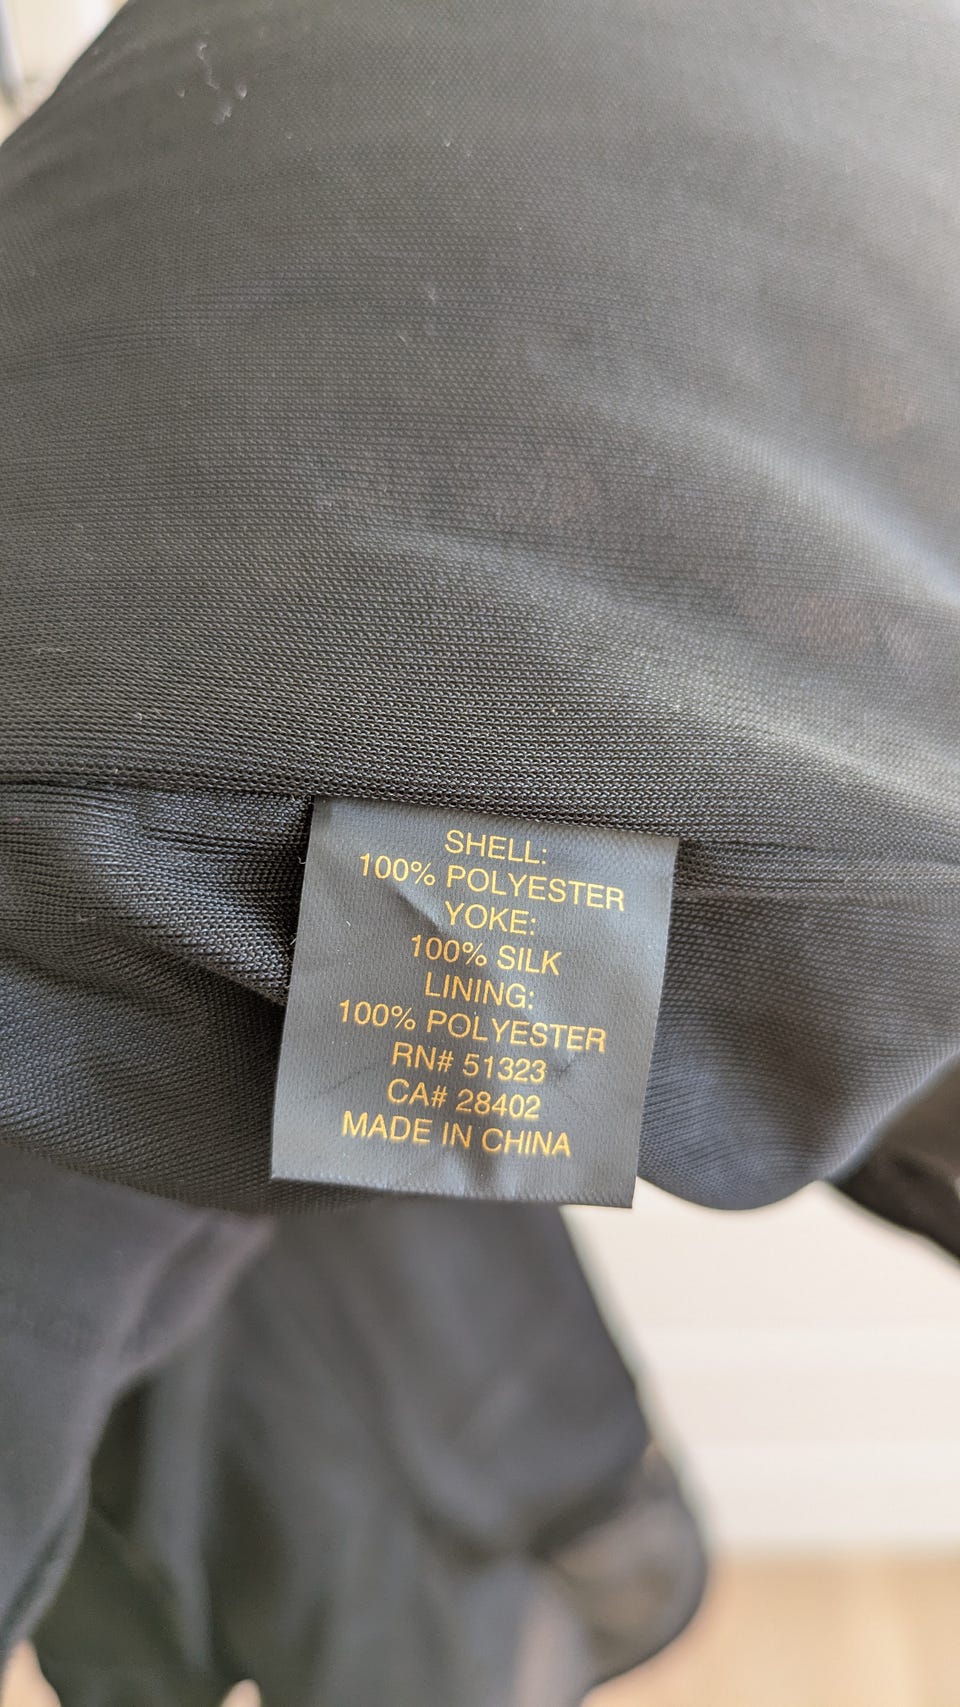 SHELL:
100% POLYESTER
YOKE:
100% SILK
LINING:
100% POLYESTER
RN# 51323
CA# 28402
MADE IN CHINA